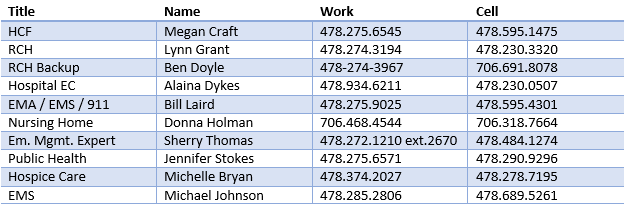 Title Name Work Cell
HCF Megan Craft 478.275.6545 478.595.1475
RCH Lynn Grant 478.274.3194 478.230.3320
RCH Backup Ben Doyle 478-274-3967 706.691.8078
Hospital EC Alaina Dykes 478.934.6211 478.230.0507
EMA / EMS / 911 Bill Laird 478.275.9025 478.595.4301
Nursing Home Donna Holman 706.468.4544 706.318.7664
Em. Mgmt. Expert Sherry Thomas 478.272.1210 ext.2670 478.484.1274
Public Health Jennifer Stokes 478.275.6571 478.290.9296
Hospice Care Michelle Bryan 478.374.2027 478.278.7195
EMS Michael Johnson 478.285.2806 478.689.5261